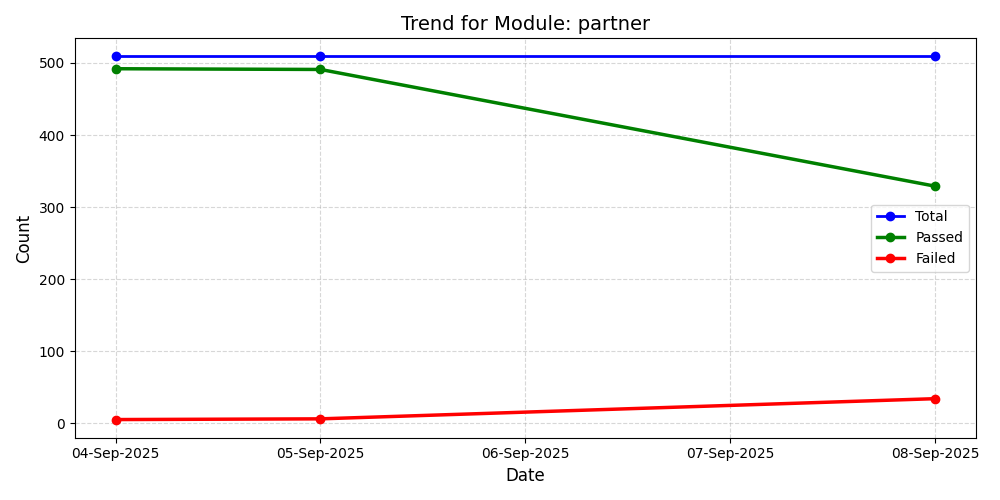 Trend for Module: partner
Count
500
400
300
200
100
0
Total
Passed
Failed
04-Sep-2025 05-Sep-2025 06-Sep-2025 07-Sep-2025 08-Sep-2025
Date